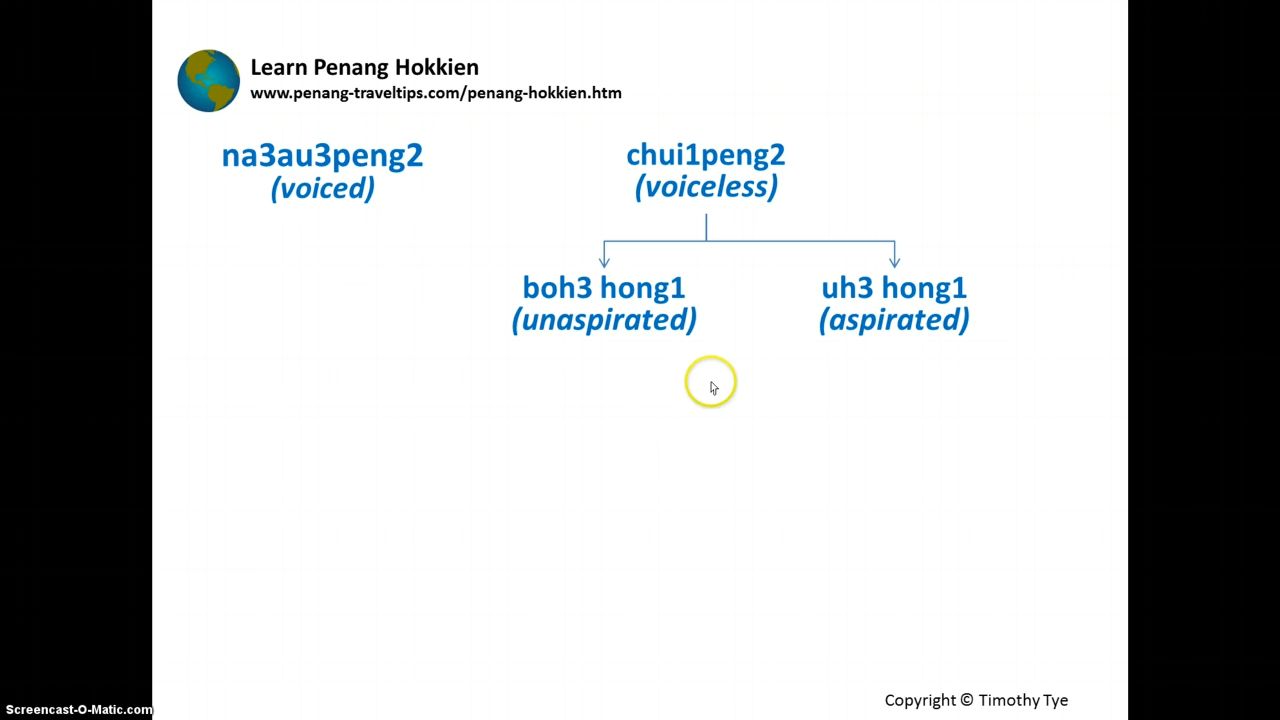 Learn Penang Hokkien
www.penang-traveltips.com/penang-hokkien.htm
na3au3peng2
(voiced)
chui1peng2
(voiceless)
boh3 hong1
(unaspirated)
uh3 hong1
(aspirated)
Copyright © Timothy Tye
Screencast-O-Matic.com